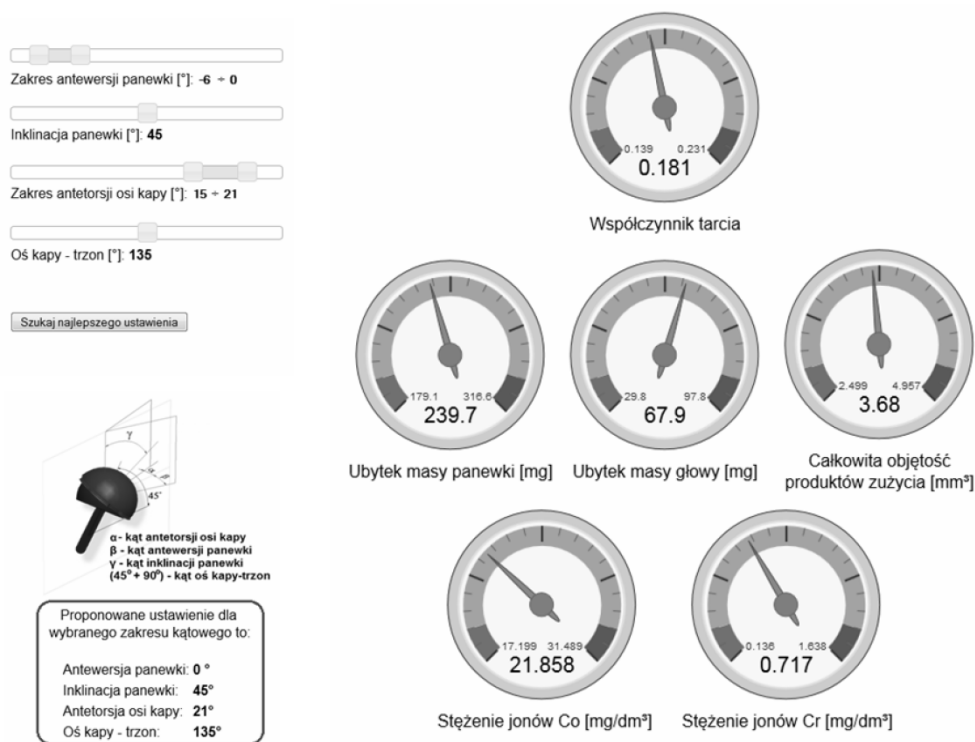 Zakres antewersji panewki [°]: -6 ÷ 0
Inklinacja panewki [°]: 45
Zakres antetorsji osi kapy [°]: 15 ÷ 21
Oś kapy - trzon [°]: 135
Szukaj najlepszego ustawienia
γ
α
β
45°
α- kąt antetorsji osi kapy
β - kąt antewersji panewki
γ - kąt inklinacji panewki
(45° + 90°) - kąt oś kapy-trzon
Proponowane ustawienie dla
wybranego zakresu kątowego to:
Antewersja panewki: 0 °
Inklinacja panewki: 45°
Antetorsja osi kapy: 21°
Oś kapy - trzon: 135°
0.139 0.231
0.181
Współczynnik tarcia
179.1 316.6
239.7
Ubytek masy panewki [mg]
29.8 97.8
67.9
Ubytek masy głowy [mg]
2.499 4.957
3.68
Całkowita objętość
produktów zużycia [mm³]
17.199 31.489
21.858
Stężenie jonów Co [mg/dm³]
0.136 1.638
0.717
Stężenie jonów Cr [mg/dm³]